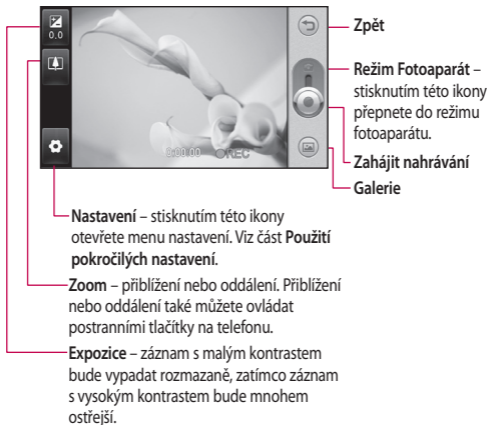 0.0
0:00:00 REC
Zpět
Režim Fotoaparát –
stisknutím této ikony
přepnete do režimu
fotoaparátu.
Zahájit nahrávání
Galerie
Nastavení – stisknutím této ikony
otevřete menu nastavení. Viz část Použití
pokročilých nastavení.
Zoom – přiblížení nebo oddálení. Přiblížení
nebo oddálení také můžete ovládat
postranními tlačítky na telefonu.
Expozice – záznam s malým kontrastem
bude vypadat rozmazaně, zatímco záznam
s vysokým kontrastem bude mnohem
ostřejší.